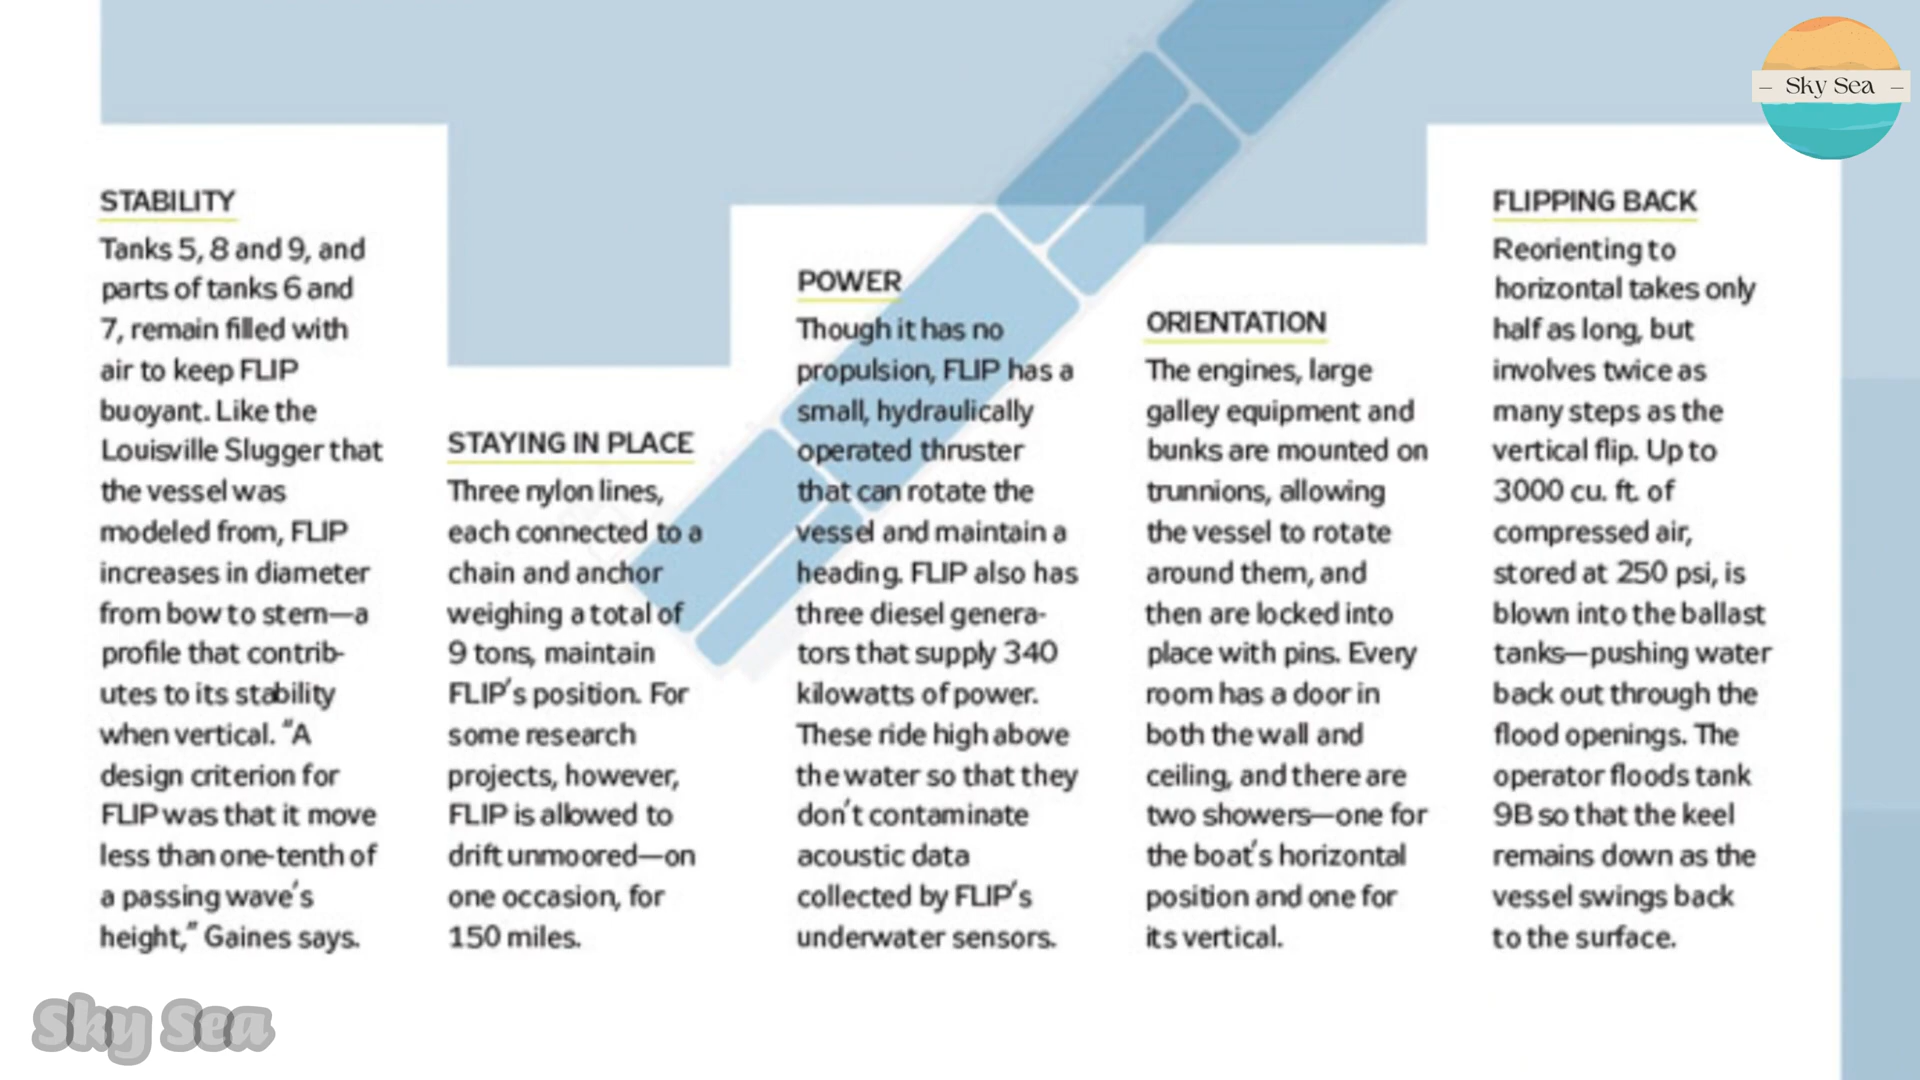 – Sky Sea –
STABILITY
Tanks 5, 8 and 9, and
parts of tanks 6 and
7, remain filled with
air to keep FLIP
buoyant. Like the
Louisville Slugger that
the vessel was
modeled from, FLIP
increases in diameter
from bow to stern—a
profile that contrib-
utes to its stability
when vertical. “A
design criterion for
FLIP was that it move
less than one-tenth of
a passing wave’s
height,” Gaines says.
STAYING IN PLACE
Three nylon lines,
each connected to a
chain and anchor
weighing a total of
9 tons, maintain
FLIP’s position. For
some research
projects, however,
FLIP is allowed to
drift unmoored—on
one occasion, for
150 miles.
POWER
Though it has no
propulsion, FLIP has a
small, hydraulically
operated thruster
that can rotate the
vessel and maintain a
heading. FLIP also has
three diesel genera-
tors that supply 340
kilowatts of power.
These ride high above
the water so that they
don’t contaminate
acoustic data
collected by FLIP’s
underwater sensors.
ORIENTATION
The engines, large
galley equipment and
bunks are mounted on
trunnions, allowing
the vessel to rotate
around them, and
then are locked into
place with pins. Every
room has a door in
both the wall and
ceiling, and there are
two showers—one for
the boat’s horizontal
position and one for
its vertical.
FLIPPING BACK
Reorienting to
horizontal takes only
half as long, but
involves twice as
many steps as the
vertical flip. Up to
3000 cu. ft. of
compressed air,
stored at 250 psi, is
blown into the ballast
tanks—pushing water
back out through the
flood openings. The
operator floods tank
9B so that the keel
remains down as the
vessel swings back
to the surface.
Sky Sea